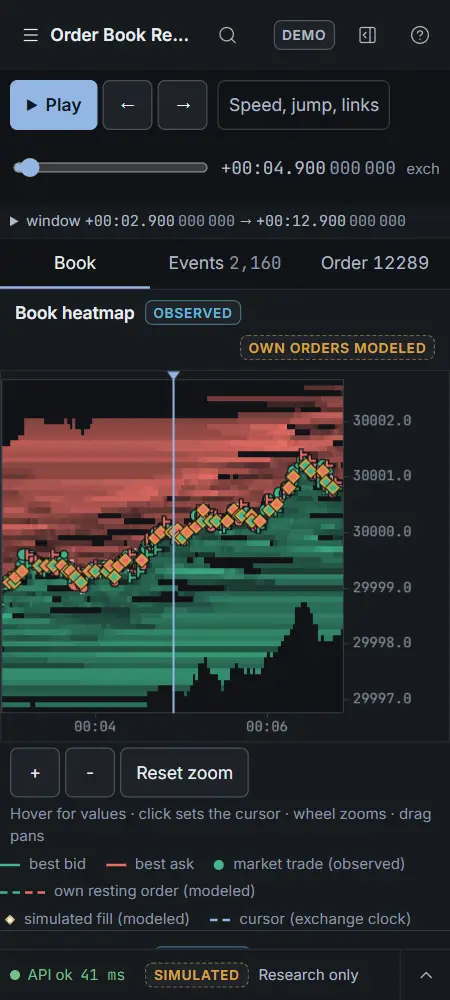 Order Book Re... DEMO
Play ← → Speed, jump, links
+00:04.900 000 000 exch
window +00:02.900 000 000 → +00:12.900 000 000
Book Events 2,160 Order 12289
Book heatmap OBSERVED
OWN ORDERS MODELED
30002.0
30001.0
30000.0
29999.0
29998.0
29997.0
00:04 00:06
+ - Reset zoom
Hover for values · click sets the cursor · wheel zooms · drag
pans
best bid best ask market trade (observed)
own resting order (modeled)
simulated fill (modeled) cursor (exchange clock)
API ok 41 ms SIMULATED Research only